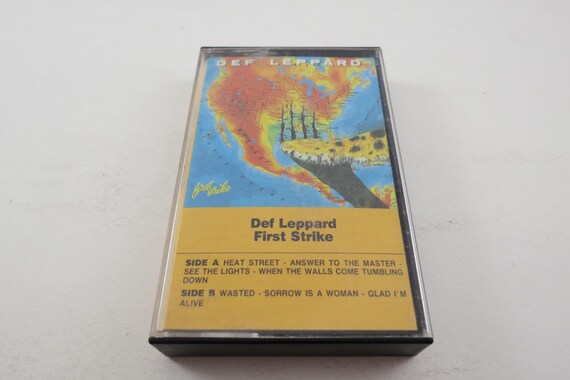 DEF LEPPARD
first strike
Def Leppard
First Strike
SIDE A HEAT STREET - ANSWER TO THE MASTER -
SEE THE LIGHTS - WHEN THE WALLS COME TUMBLING
DOWN
SIDE B WASTED - SORROW IS A WOMAN - GLAD I'M
ALIVE